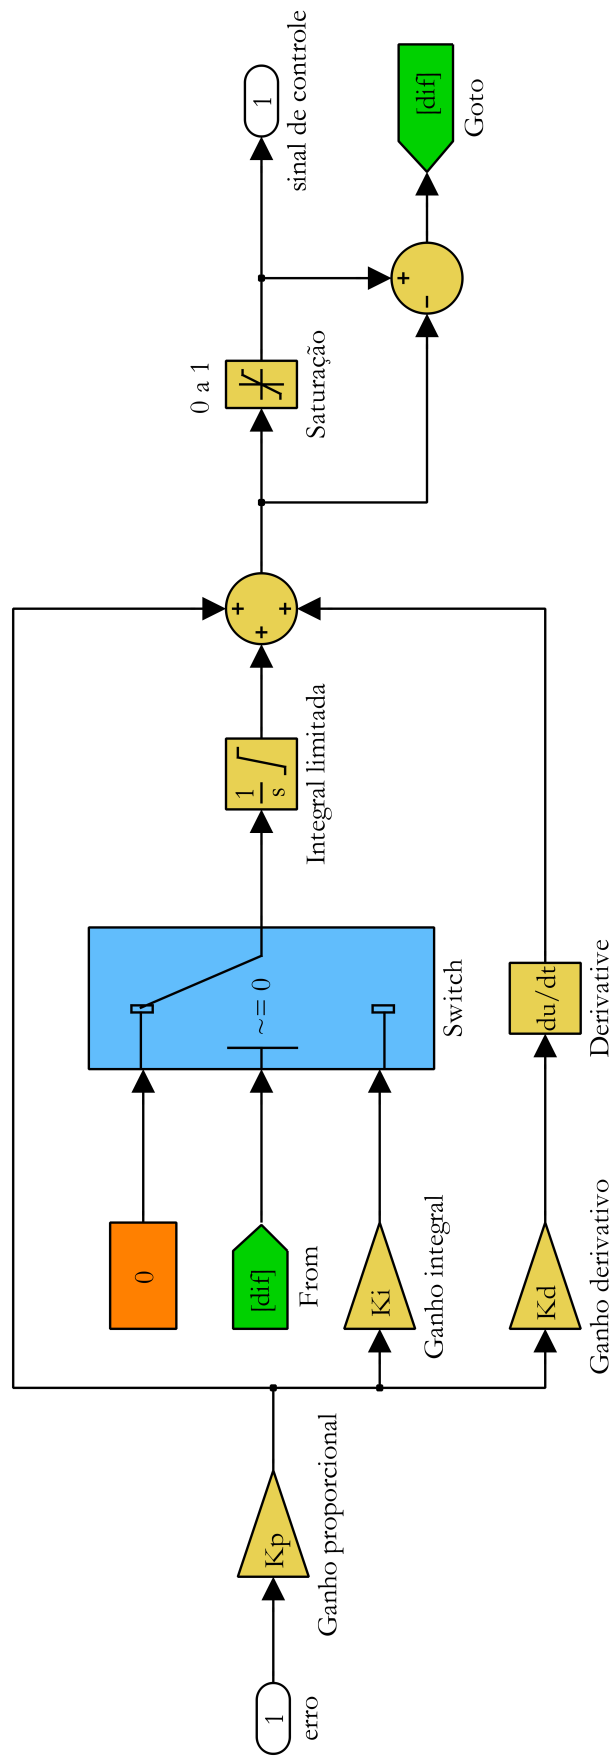 1
erro
Kp
Ganho proporcional
0
[dif]
From
Ki
Ganho integral
Kd
Ganho derivativo
~= 0
Switch
du/dt
Derivative
1
s
Integral limitada
+
+
+
0 a 1
Saturação
+
−
1
sinal de controle
[dif]
Goto